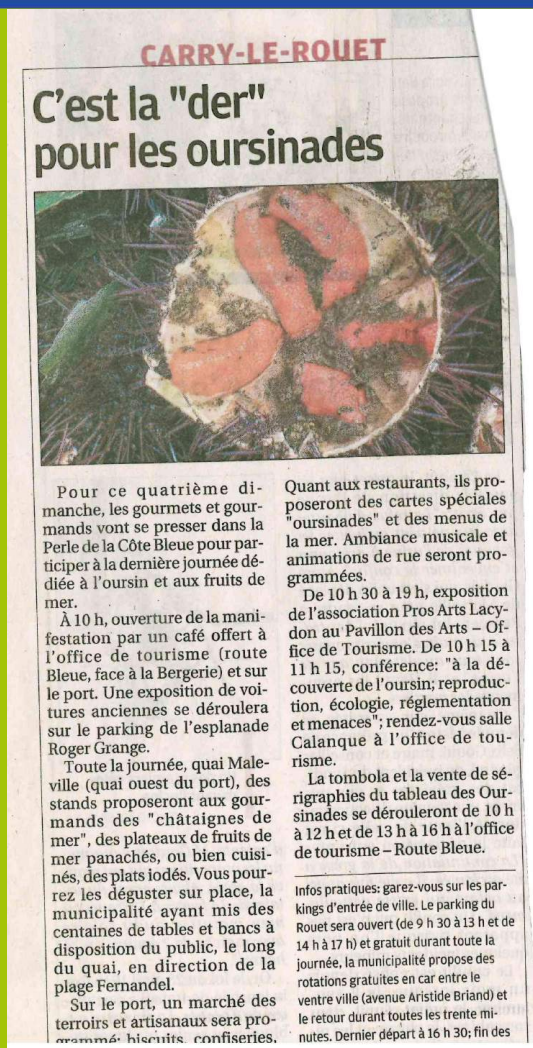 CARRY-LE-ROUET
C'est la "der"
pour les oursinades
Pour ce quatrième di-
manche, les gourmets et gour-
mands vont se presser dans la
Perle de la Côte Bleue pour par-
ticiper à la dernière journée dé-
diée à l'oursin et aux fruits de
mer.
À 10 h, ouverture de la mani-
festation par un café offert à
l'office de tourisme (route
Bleue, face à la Bergerie) et sur
le port. Une exposition de voi-
tures anciennes se déroulera
sur le parking de l'esplanade
Roger Grange.
Toute la journée, quai Male-
ville (quai ouest du port), des
stands proposeront aux gour-
mands des "châtaignes de
mer", des plateaux de fruits de
mer panachés, ou bien cuisi-
nés, des plats iodés. Vous pour-
rez les déguster sur place, la
municipalité ayant mis des
centaines de tables et bancs à
disposition du public, le long
du quai, en direction de la
plage Fernandel.
Sur le port, un marché des
terroirs et artisanaux sera pro-
grammé: biscuits, confiseries,
Quant aux restaurants, ils pro-
poseront des cartes spéciales
"oursinades" et des menus de
la mer. Ambiance musicale et
animations de rue seront pro-
grammées.
De 10 h 30 à 19 h, exposition
de l'association Pros Arts Lacy-
don au Pavillon des Arts – Of-
fice de Tourisme. De 10 h 15 à
11 h 15, conférence: "à la dé-
couverte de l'oursin; reproduc-
tion, écologie, réglementation
et menaces"; rendez-vous salle
Calanque à l'office de tou-
risme.
La tombola et la vente de sé-
rigraphies du tableau des Our-
sinades se dérouleront de 10 h
à 12 h et de 13 h à 16 h à l'office
de tourisme – Route Bleue.
Infos pratiques: garez-vous sur les par-
kings d'entrée de ville. Le parking du
Rouet sera ouvert (de 9 h 30 à 13 h et de
14 h à 17 h) et gratuit durant toute la
journée, la municipalité propose des
rotations gratuites en car entre le
ventre ville (avenue Aristide Briand) et
le retour durant toutes les trente mi-
nutes. Dernier départ à 16 h 30; fin des